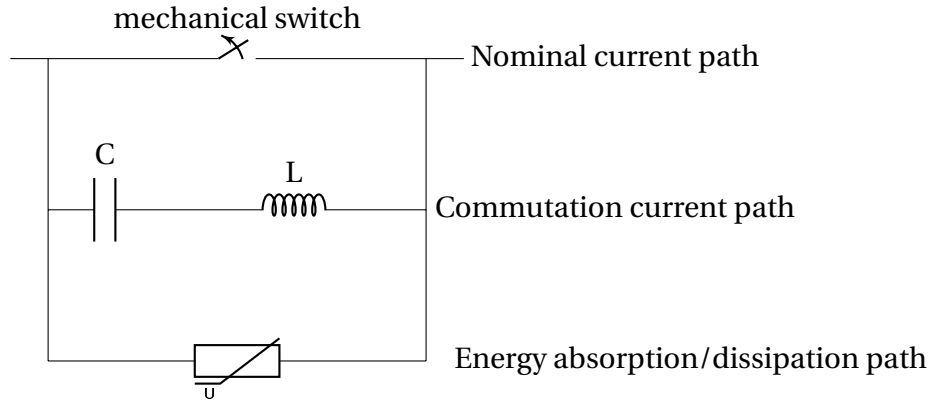 mechanical switch
Nominal current path
C
L
Commutation current path
Energy absorption/dissipation path
U